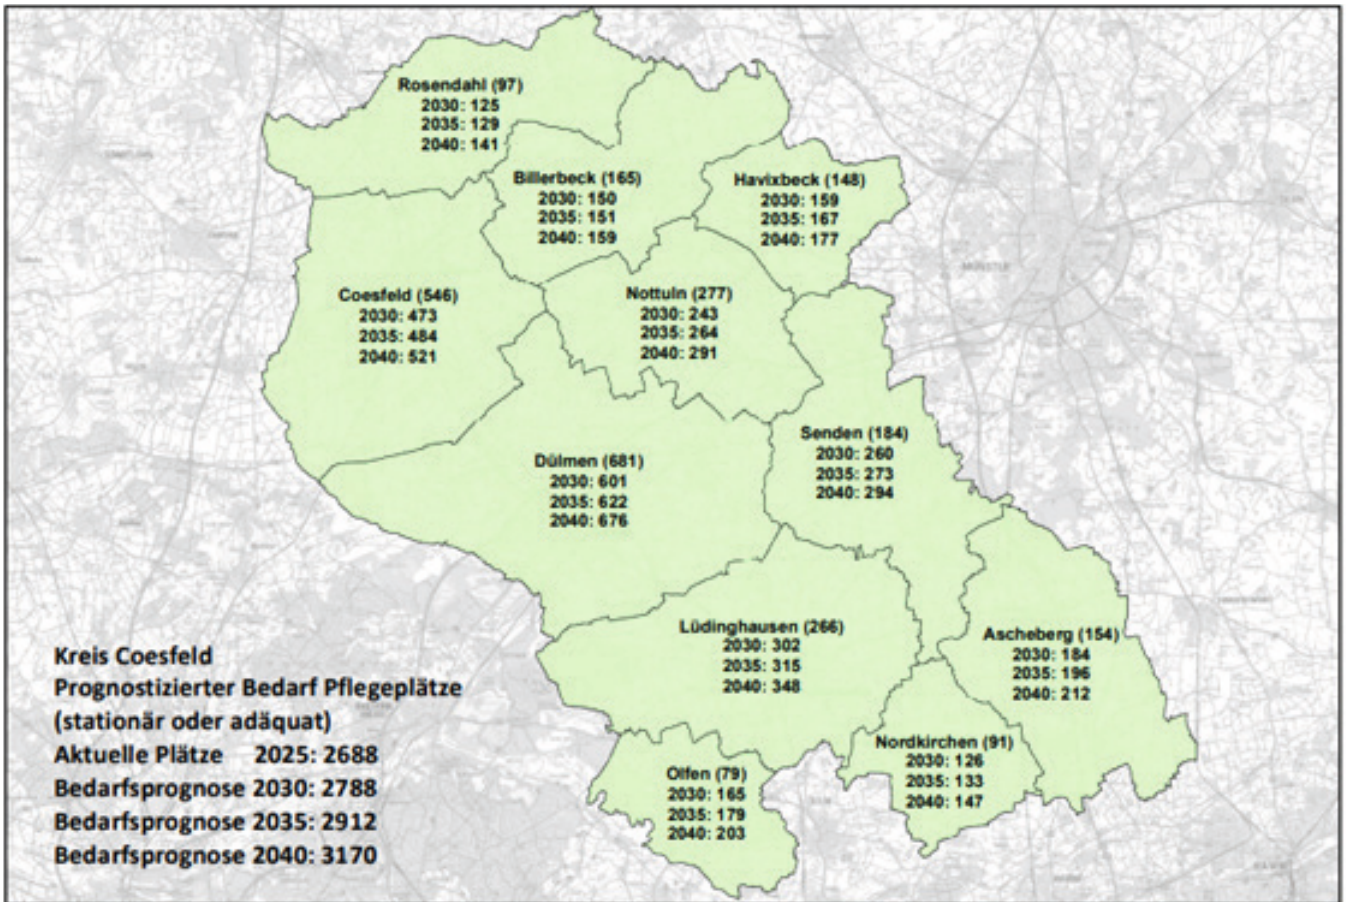 Rosendahl (97)
2030: 125
2035: 129
2040: 141
Billerbeck (165)
2030: 150
2035: 151
2040: 159
Havixbeck (148)
2030: 159
2035: 167
2040: 177
Coesfeld (546)
2030: 473
2035: 484
2040: 521
Nottuln (277)
2030: 243
2035: 264
2040: 291
MÜNSTER
Senden (184)
2030: 260
2035: 273
2040: 294
Dülmen (681)
2030: 601
2035: 622
2040: 676
Lüdinghausen (266)
2030: 302
2035: 315
2040: 348
Ascheberg (154)
2030: 184
2035: 196
2040: 212
Nordkirchen (91)
2030: 126
2035: 133
2040: 147
Olfen (79)
2030: 165
2035: 179
2040: 203
Kreis Coesfeld
Prognostizierter Bedarf Pflegeplätze
(stationär oder adäquat)
Aktuelle Plätze 2025: 2688
Bedarfsprognose 2030: 2788
Bedarfsprognose 2035: 2912
Bedarfsprognose 2040: 3170